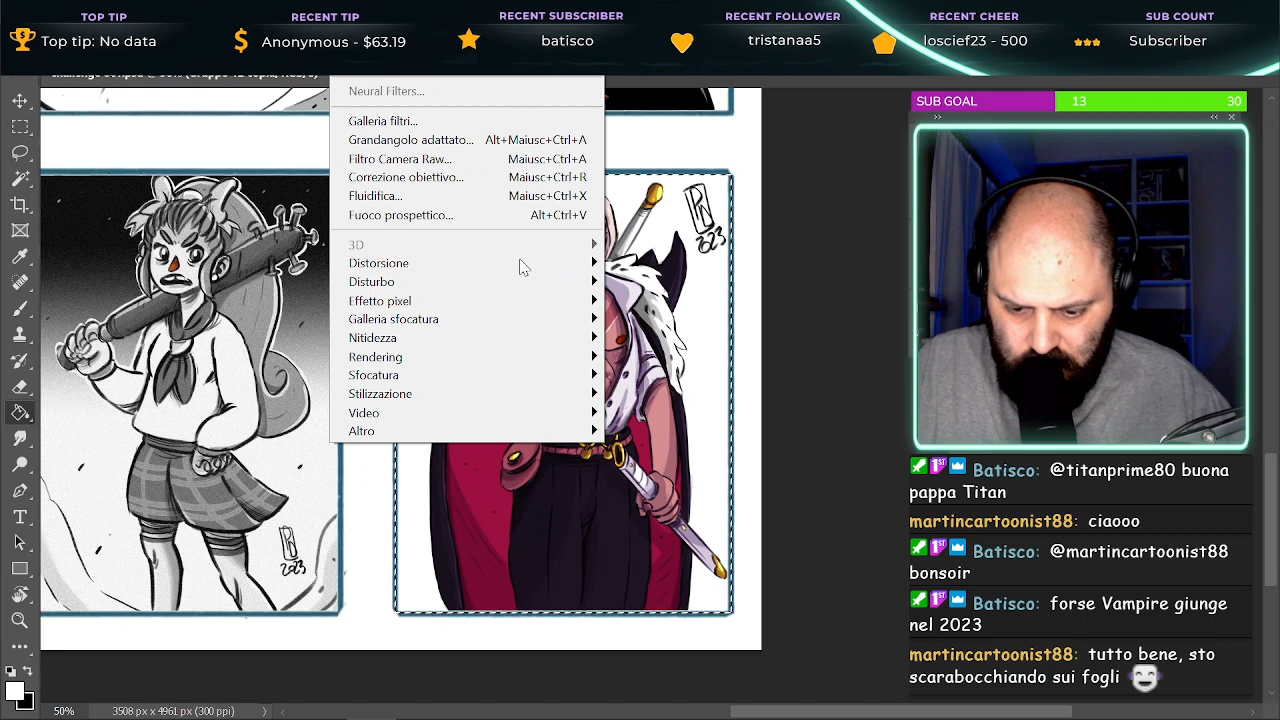 TOP TIP
Top tip: No data
RECENT TIP
Anonymous - $63.19
RECENT SUBSCRIBER
batisco
RECENT FOLLOWER
tristanaa5
RECENT CHEER
loscief23 - 500
SUB COUNT
Subscriber
Neural Filters...
Galleria filtri...
Grandangolo adattato... Alt+Maiusc+Ctrl+A
Filtro Camera Raw... Maiusc+Ctrl+A
Correzione obiettivo... Maiusc+Ctrl+R
Fluidifica... Maiusc+Ctrl+X
Fuoco prospettico... Alt+Ctrl+V
3D
Distorsione
Disturbo
Effetto pixel
Galleria sfocatura
Nitidezza
Rendering
Sfocatura
Stilizzazione
Video
Altro
2023
2023
50% 3508 px x 4961 px (300 ppi)
SUB GOAL 13 30
Batisco: @titanprime80 buona
pappa Titan
martincartoonist88: ciaooo
Batisco: @martincartoonist88
bonsoir
Batisco: forse Vampire giunge
nel 2023
martincartoonist88: tutto bene, sto
scarabocchiando sui fogli